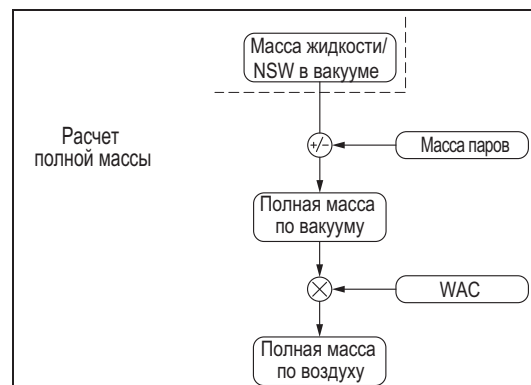 Масса жидкости/
NSW в вакууме
Расчет
полной массы
+/−
Масса паров
Полная масса
по вакууму
WAC
Полная масса
по воздуху